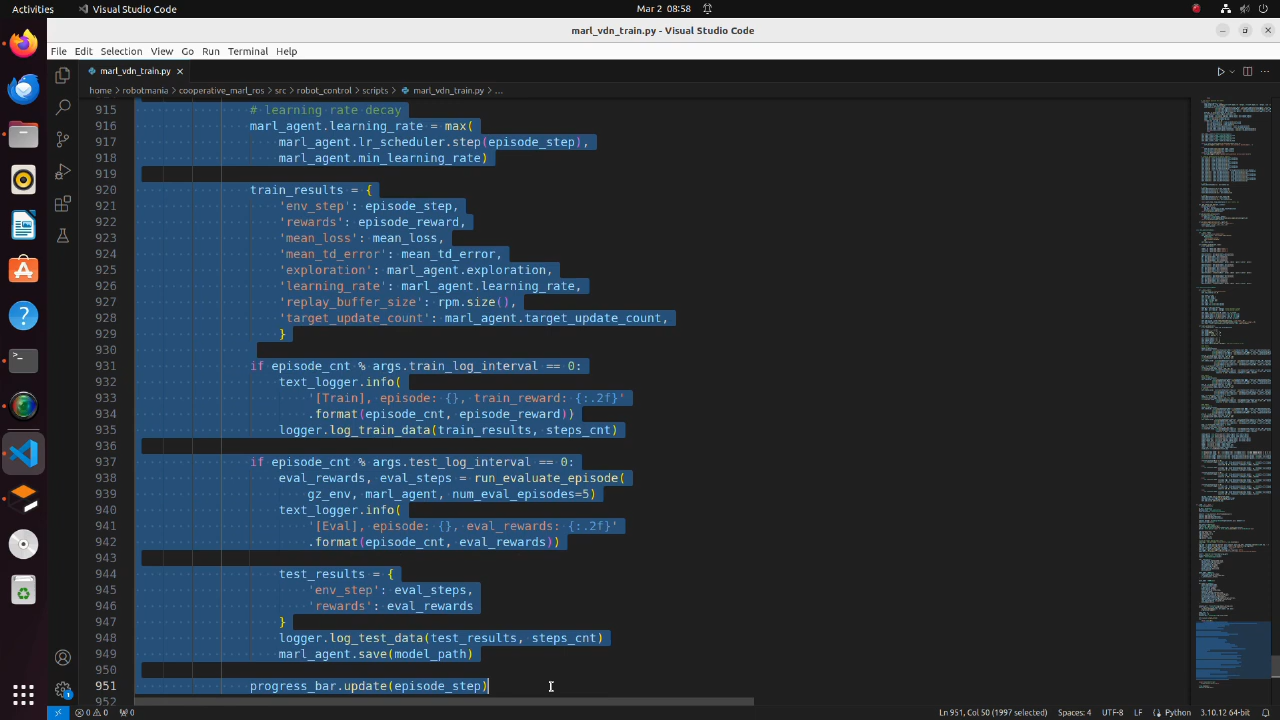 Activities
Visual Studio Code
Mar 2 08:58
marl_vdn_train.py - Visual Studio Code
File Edit Selection View Go Run Terminal Help
marl_vdn_train.py
home > robotmania > cooperative_marl_ros > src > robot_control > scripts > marl_vdn_train.py > ...
915 # learning rate decay
916 marl_agent.learning_rate = max(
917 marl_agent.lr_scheduler.step(episode_step),
918 marl_agent.min_learning_rate)
919
920 train_results = {
921 'env_step': episode_step,
922 'rewards': episode_reward,
923 'mean_loss': mean_loss,
924 'mean_td_error': mean_td_error,
925 'exploration': marl_agent.exploration,
926 'learning_rate': marl_agent.learning_rate,
927 'replay_buffer_size': rpm.size(),
928 'target_update_count': marl_agent.target_update_count,
929 }
930
931 if episode_cnt % args.train_log_interval == 0:
932 text_logger.info(
933 '[Train], episode: {}, train_reward: {:.2f}'
934 .format(episode_cnt, episode_reward))
935 logger.log_train_data(train_results, steps_cnt)
936
937 if episode_cnt % args.test_log_interval == 0:
938 eval_rewards, eval_steps = run_evaluate_episode(
939 gz_env, marl_agent, num_eval_episodes=5)
940 text_logger.info(
941 '[Eval], episode: {}, eval_rewards: {:.2f}'
942 .format(episode_cnt, eval_rewards))
943
944 test_results = {
945 'env_step': eval_steps,
946 'rewards': eval_rewards
947 }
948 logger.log_test_data(test_results, steps_cnt)
949 marl_agent.save(model_path)
950
951 progress_bar.update(episode_step)
952
0 0 0 Ln 951, Col 50 (1997 selected) Spaces: 4 UTF-8 LF Python 3.10.12 64-bit